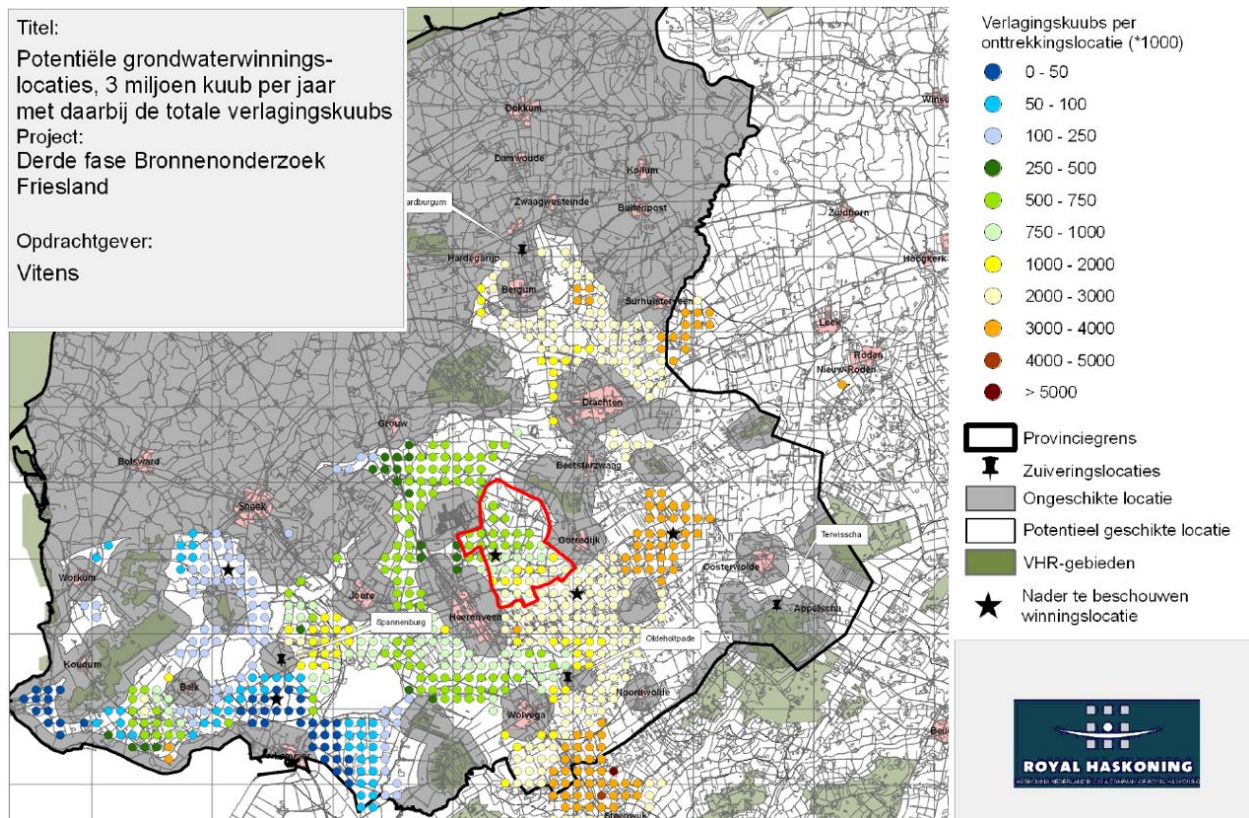 Titel:
Potentiële grondwaterwinnings-
locaties, 3 miljoen kuub per jaar
met daarbij de totale verlagingskuubs
Project:
Derde fase Bronnenonderzoek
Friesland
Opdrachtgever:
Vitens
Dokkum
Damwoude
Kollum
Zwaagwesteinde
Buitenpost
ardburgum
Zuidhorn
Hardegarijp
Hoogkerk
Bergum
Surhuisterveen
Leek
Roden
Nieuw-Roden
Drachten
Grouw
Bolsward
Beetsterzwaag
Sneek
Gorredijk
Terwisscha
Workum
Oosterwolde
Joure
Heerenveen
Appelscha
Spannenburg
Oldeholtpade
Koudum
Balk
Noordwolde
Wolvega
Steenwijk
Verlagingskuubs per
onttrekkingslocatie (*1000)
0 - 50
50 - 100
100 - 250
250 - 500
500 - 750
750 - 1000
1000 - 2000
2000 - 3000
3000 - 4000
4000 - 5000
> 5000
Provinciegrens
Zuiveringslocaties
Ongeschikte locatie
Potentieel geschikte locatie
VHR-gebieden
Nader te beschouwen
winningslocatie
ROYAL HASKONING